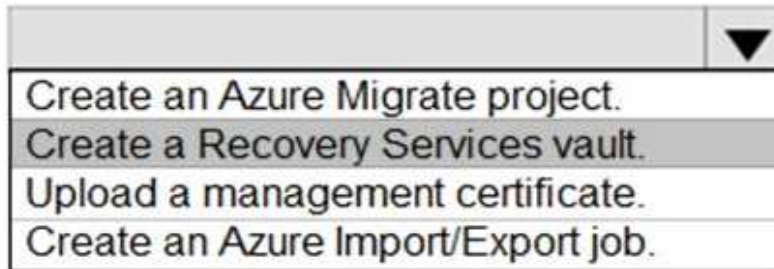 Create an Azure Migrate project.
Create a Recovery Services vault.
Upload a management certificate.
Create an Azure Import/Export job.